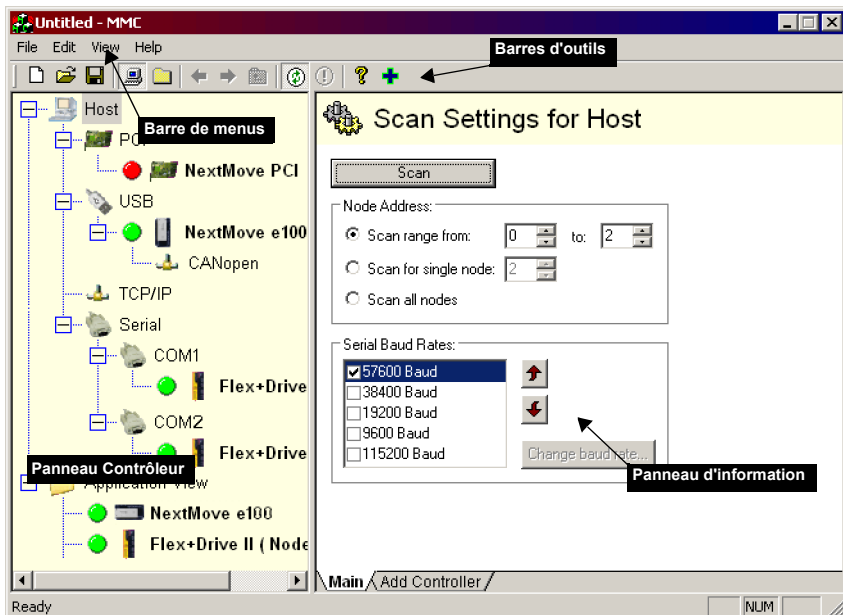 Untitled - MMC
File Edit View Help
Barres d'outils
Barre de menus
Host
PCI
NextMove PCI
USB
NextMove e100
CANopen
TCP/IP
Serial
COM1
Flex+Drive
COM2
Flex+Drive
Panneau Contrôleur
Application View
NextMove e100
Flex+Drive II ( Node
Scan Settings for Host
Scan
Node Address:
Scan range from: 0 to: 2
Scan for single node: 2
Scan all nodes
Serial Baud Rates:
57600 Baud
38400 Baud
19200 Baud
9600 Baud
115200 Baud
Change baud rate...
Panneau d'information
Main Add Controller
Ready NUM